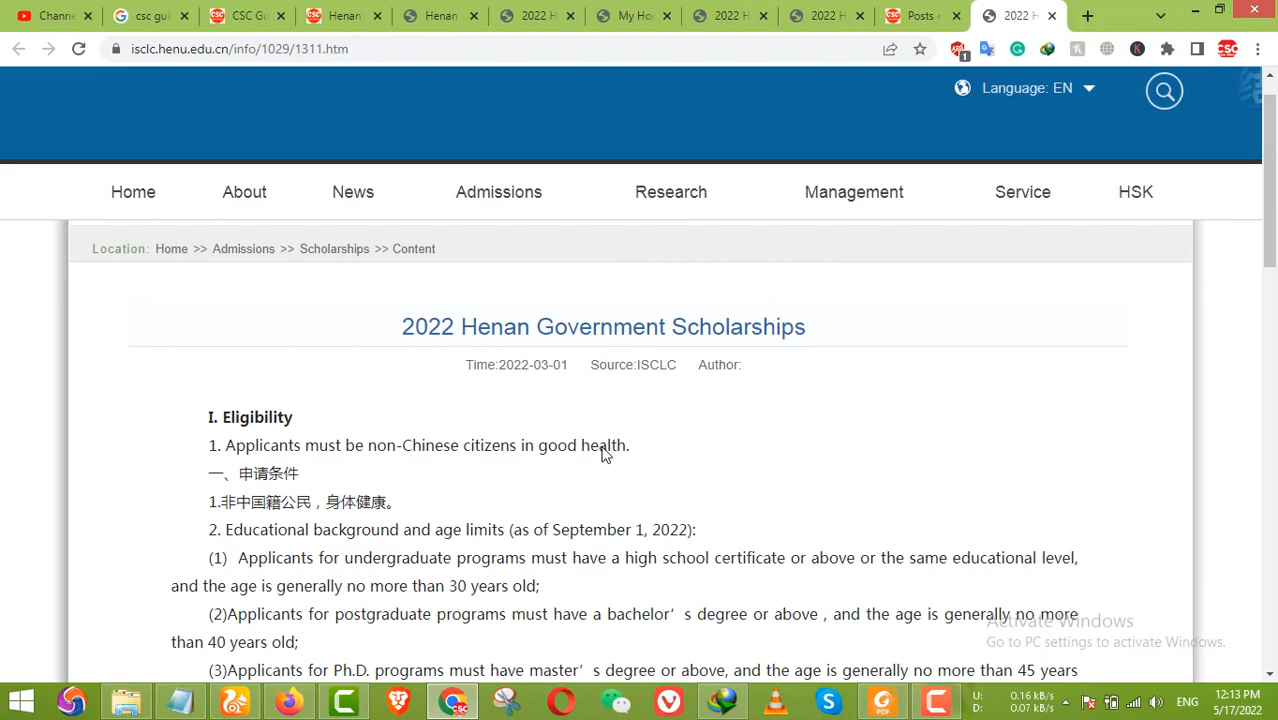 Channe
csc gui
CSC Gu
Henan
Henan
2022 H
My Ho
2022 H
2022 H
Posts ‹
2022 H
isclc.henu.edu.cn/info/1029/1311.htm
1
Language: EN
Home About News Admissions Research Management Service HSK
Location: Home >> Admissions >> Scholarships >> Content
2022 Henan Government Scholarships
Time:2022-03-01 Source:ISCLC Author:
I. Eligibility
1. Applicants must be non-Chinese citizens in good health.
一、申请条件
1.非中国籍公民，身体健康。
2. Educational background and age limits (as of September 1, 2022):
(1) Applicants for undergraduate programs must have a high school certificate or above or the same educational level,
and the age is generally no more than 30 years old;
(2)Applicants for postgraduate programs must have a bachelor’s degree or above , and the age is generally no more
than 40 years old;
(3)Applicants for Ph.D. programs must have master’s degree or above, and the age is generally no more than 45 years
Activate Windows
Go to PC settings to activate Windows.
U: 0.16 kB/s
D: 0.07 kB/s
ENG
12:13 PM
5/17/2022